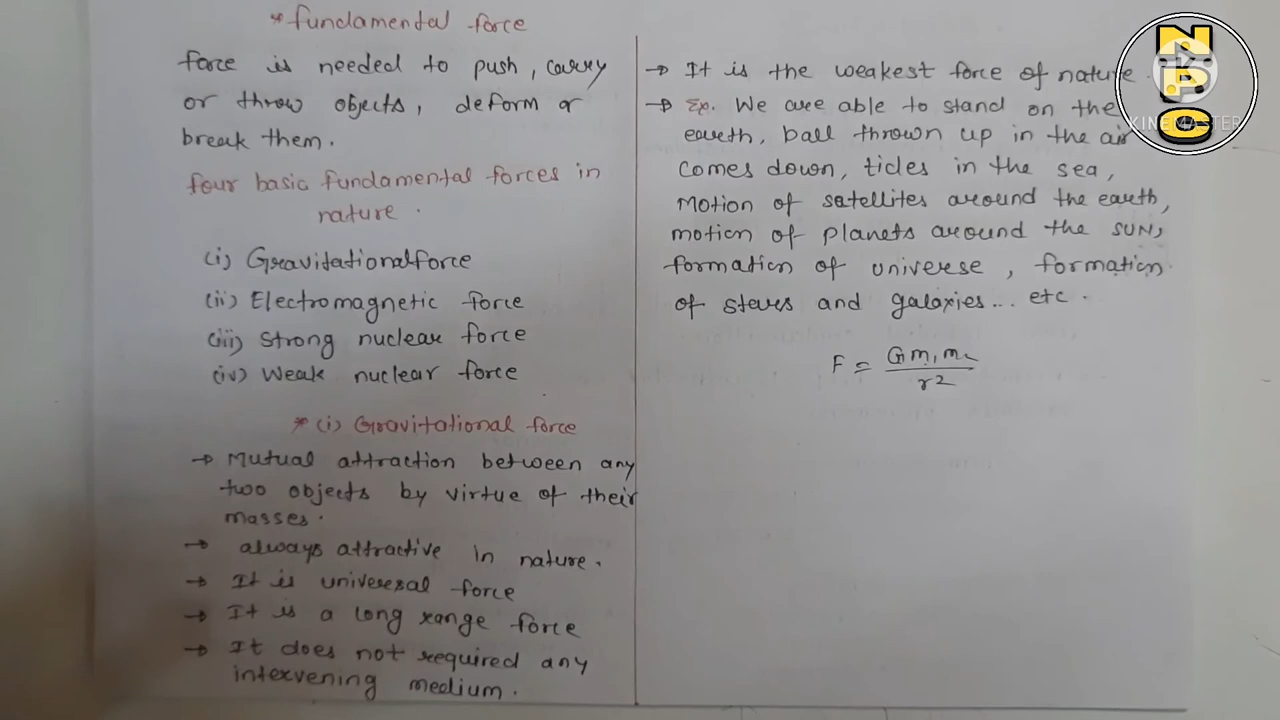 * fundamental force
force is needed to push, carry
or throw objects, deform or
break them.
four basic fundamental forces in
nature.
(i) Gravitationalforce
(ii) Electromagnetic force
(iii) Strong nuclear force
(iv) Weak nuclear force
* (i) Gravitational force
→ Mutual attraction between any
two objects by virtue of their
masses.
→ always attractive in nature.
→ It is universal force
→ It is a long range force
→ It does not required any
intervening medium.
→ It is the weakest force of nature.
→ Ex. We are able to stand on the
earth, ball thrown up in the air
comes down, tides in the sea,
Motion of satellites around the earth,
motion of planets around the SUN,
formation of universe, formation
of stars and galaxies... etc.
F = Gm₁m₂ / r²
NPC
KINEMASTER